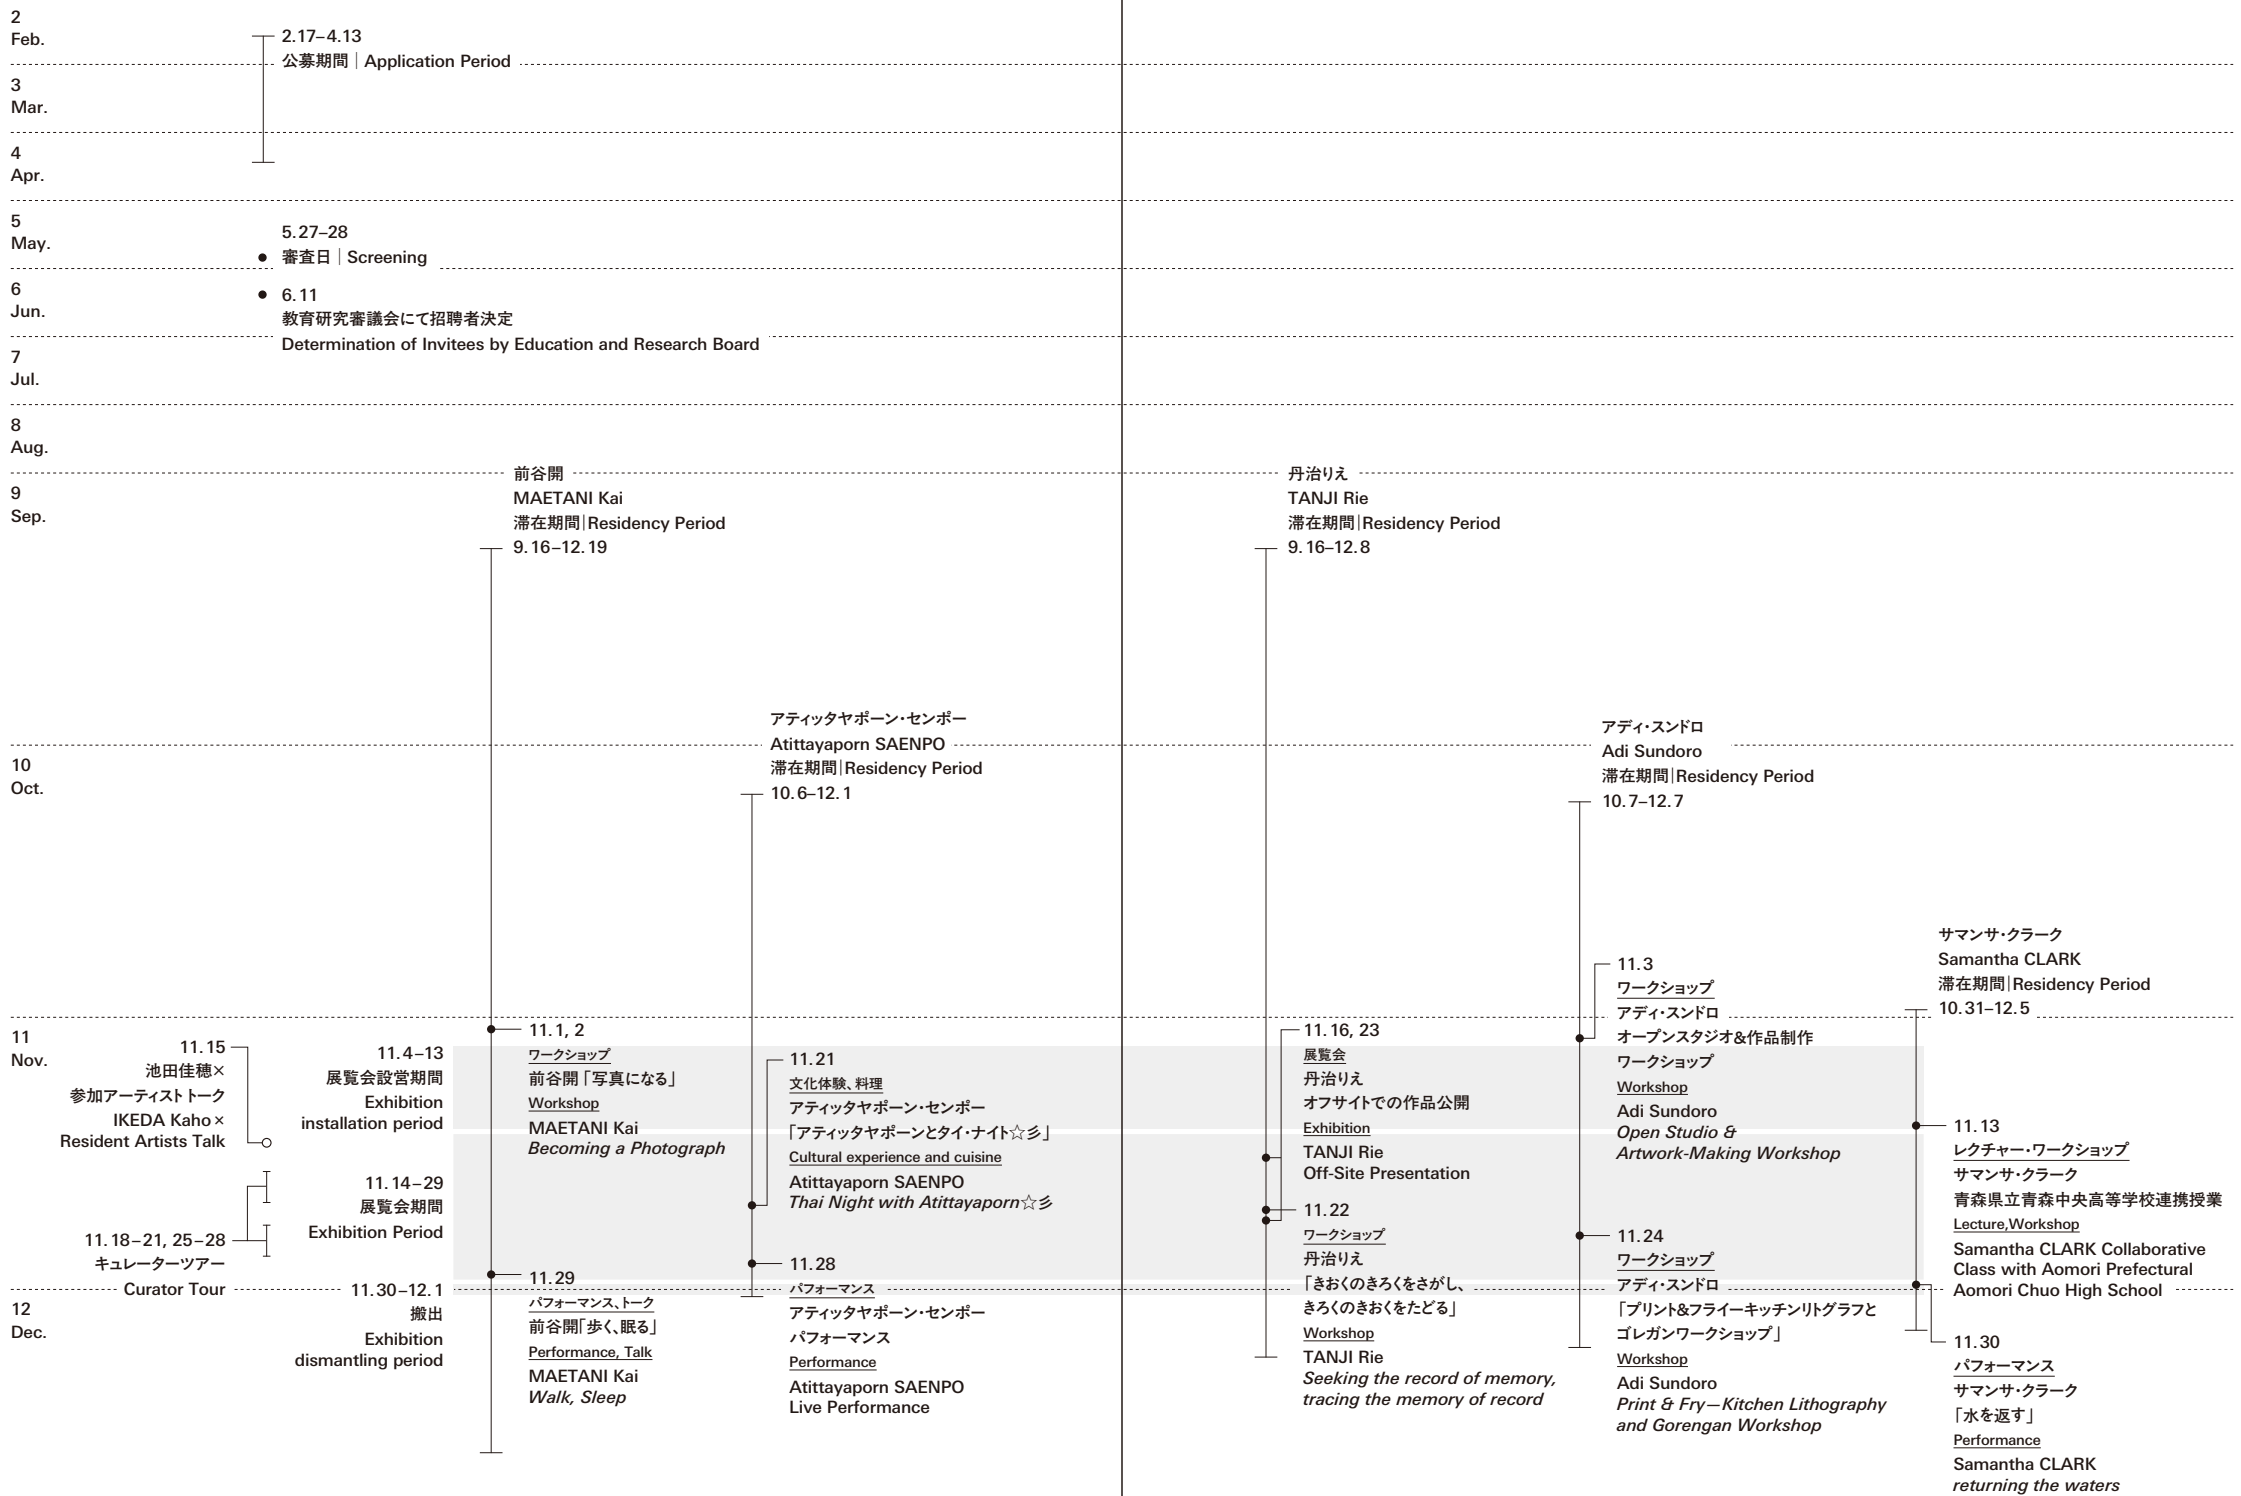 2
Feb.
2.17–4.13
公募期間｜Application Period
3
Mar.
4
Apr.
5
May.
5.27–28
審査日｜Screening
6
Jun.
6.11
教育研究審議会にて招聘者決定
Determination of Invitees by Education and Research Board
7
Jul.
8
Aug.
9
Sep.
前谷開
MAETANI Kai
滞在期間|Residency Period
9.16–12.19
丹治りえ
TANJI Rie
滞在期間|Residency Period
9.16–12.8
10
Oct.
アティッタヤポーン・センポー
Atittayaporn SAENPO
滞在期間|Residency Period
10.6–12.1
アディ・スンドロ
Adi Sundoro
滞在期間|Residency Period
10.7–12.7
サマンサ・クラーク
Samantha CLARK
滞在期間|Residency Period
10.31–12.5
11
Nov.
11.15
池田佳穂×
参加アーティストトーク
IKEDA Kaho×
Resident Artists Talk
11.18–21, 25–28
キュレーターツアー
Curator Tour
11.4–13
展覧会設営期間
Exhibition
installation period
11.14–29
展覧会期間
Exhibition Period
11.30–12.1
搬出
Exhibition
dismantling period
12
Dec.
11.1, 2
ワークショップ
前谷開「写真になる」
Workshop
MAETANI Kai
Becoming a Photograph
11.29
パフォーマンス、トーク
前谷開「歩く、眠る」
Performance, Talk
MAETANI Kai
Walk, Sleep
11.21
文化体験、料理
アティッタヤポーン・センポー
「アティッタヤポーンとタイ・ナイト☆彡」
Cultural experience and cuisine
Atittayaporn SAENPO
Thai Night with Atittayaporn☆彡
11.28
パフォーマンス
アティッタヤポーン・センポー
パフォーマンス
Performance
Atittayaporn SAENPO
Live Performance
11.16, 23
展覧会
丹治りえ
オフサイトでの作品公開
Exhibition
TANJI Rie
Off-Site Presentation
11.22
ワークショップ
丹治りえ
「きおくのきろくをさがし、
きろくのきおくをたどる」
Workshop
TANJI Rie
Seeking the record of memory,
tracing the memory of record
11.3
ワークショップ
アディ・スンドロ
オープンスタジオ&作品制作
ワークショップ
Workshop
Adi Sundoro
Open Studio &
Artwork-Making Workshop
11.24
ワークショップ
アディ・スンドロ
「プリント&フライーキッチンリトグラフと
ゴレガンワークショップ」
Workshop
Adi Sundoro
Print & Fry—Kitchen Lithography
and Gorengan Workshop
11.13
レクチャー・ワークショップ
サマンサ・クラーク
青森県立青森中央高等学校連携授業
Lecture,Workshop
Samantha CLARK Collaborative
Class with Aomori Prefectural
Aomori Chuo High School
11.30
パフォーマンス
サマンサ・クラーク
「水を返す」
Performance
Samantha CLARK
returning the waters